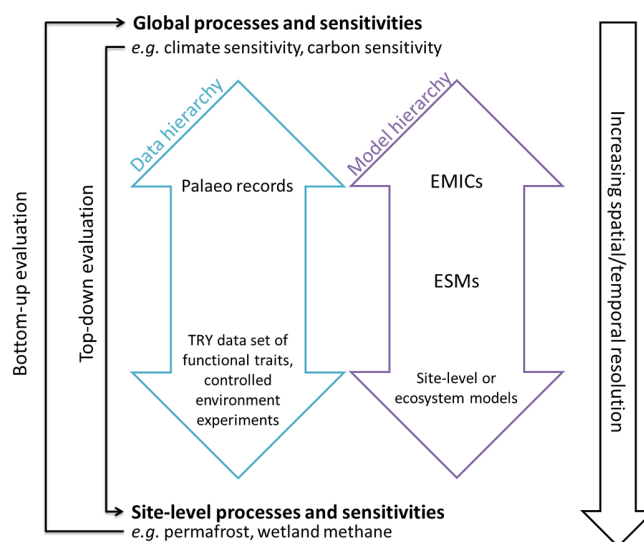 Global processes and sensitivities
e.g. climate sensitivity, carbon sensitivity
Data hierarchy
Model hierarchy
Palaeo records
EMICs
ESMs
TRY data set of
functional traits,
controlled
environment
experiments
Site-level or
ecosystem models
Bottom-up evaluation
Top-down evaluation
Increasing spatial/temporal resolution
Site-level processes and sensitivities
e.g. permafrost, wetland methane